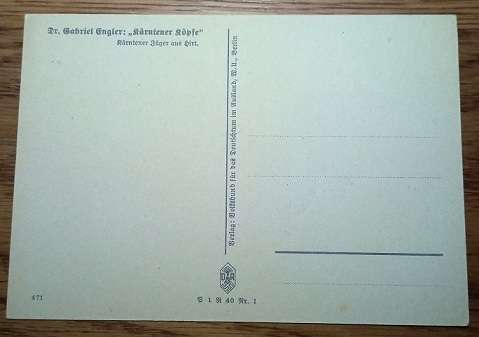 Dr. Gabriel Engler: „Kärntener Köpfe"
Kärntener Jäger aus Hirt.
Verlag: Volksbund für das Deutschtum im Ausland, W.U., Berlin
471
S 1 R 40 Nr. 1